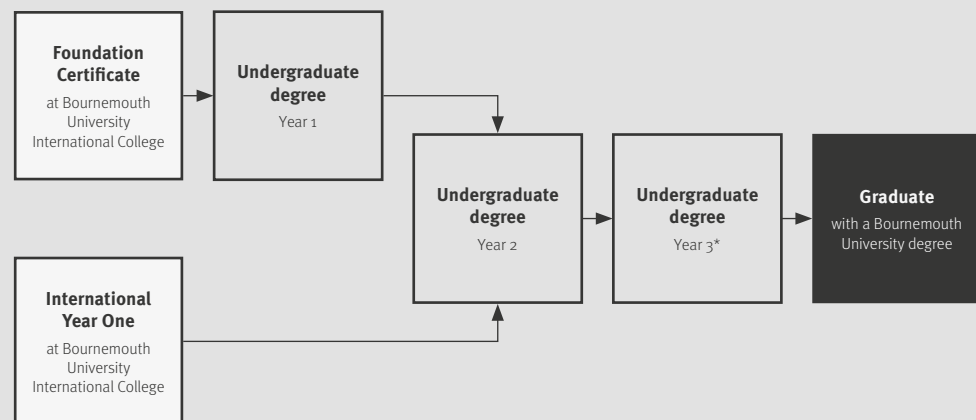 Foundation
Certificate
at Bournemouth
University
International College
Undergraduate
degree
Year 1
Undergraduate
degree
Year 2
Undergraduate
degree
Year 3*
Graduate
with a Bournemouth
University degree
International
Year One
at Bournemouth
University
International College